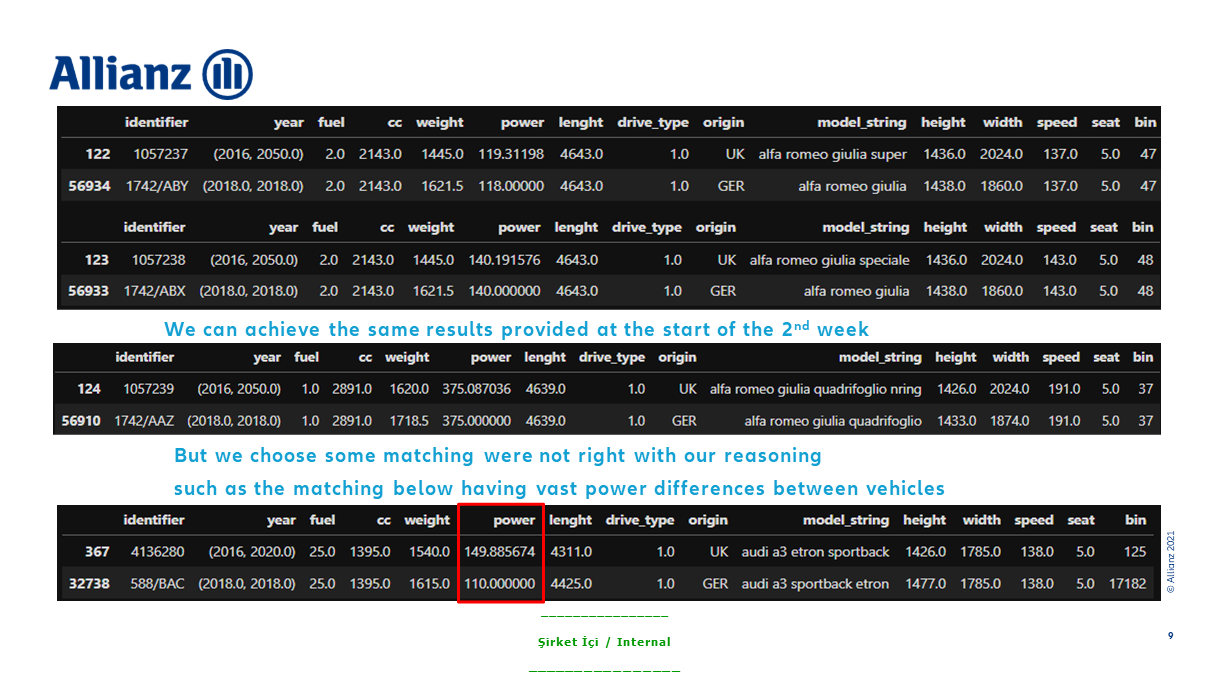 Allianz
identifier year fuel cc weight power lenght drive_type origin model_string height width speed seat bin
122 1057237 (2016, 2050.0) 2.0 2143.0 1445.0 119.31198 4643.0 1.0 UK alfa romeo giulia super 1436.0 2024.0 137.0 5.0 47
56934 1742/ABY (2018.0, 2018.0) 2.0 2143.0 1621.5 118.00000 4643.0 1.0 GER alfa romeo giulia 1438.0 1860.0 137.0 5.0 47
identifier year fuel cc weight power lenght drive_type origin model_string height width speed seat bin
123 1057238 (2016, 2050.0) 2.0 2143.0 1445.0 140.191576 4643.0 1.0 UK alfa romeo giulia speciale 1436.0 2024.0 143.0 5.0 48
56933 1742/ABX (2018.0, 2018.0) 2.0 2143.0 1621.5 140.000000 4643.0 1.0 GER alfa romeo giulia 1438.0 1860.0 143.0 5.0 48
We can achieve the same results provided at the start of the 2nd week
identifier year fuel cc weight power lenght drive_type origin model_string height width speed seat bin
124 1057239 (2016, 2050.0) 1.0 2891.0 1620.0 375.087036 4639.0 1.0 UK alfa romeo giulia quadrifoglio nring 1426.0 2024.0 191.0 5.0 37
56910 1742/AAZ (2018.0, 2018.0) 1.0 2891.0 1718.5 375.000000 4639.0 1.0 GER alfa romeo giulia quadrifoglio 1433.0 1874.0 191.0 5.0 37
But we choose some matching were not right with our reasoning
such as the matching below having vast power differences between vehicles
identifier year fuel cc weight power lenght drive_type origin model_string height width speed seat bin
367 4136280 (2016, 2020.0) 25.0 1395.0 1540.0 149.885674 4311.0 1.0 UK audi a3 etron sportback 1426.0 1785.0 138.0 5.0 125
32738 588/BAC (2018.0, 2018.0) 25.0 1395.0 1615.0 110.000000 4425.0 1.0 GER audi a3 sportback etron 1477.0 1785.0 138.0 5.0 17182
© Allianz 2021
Şirket İçi / Internal
9